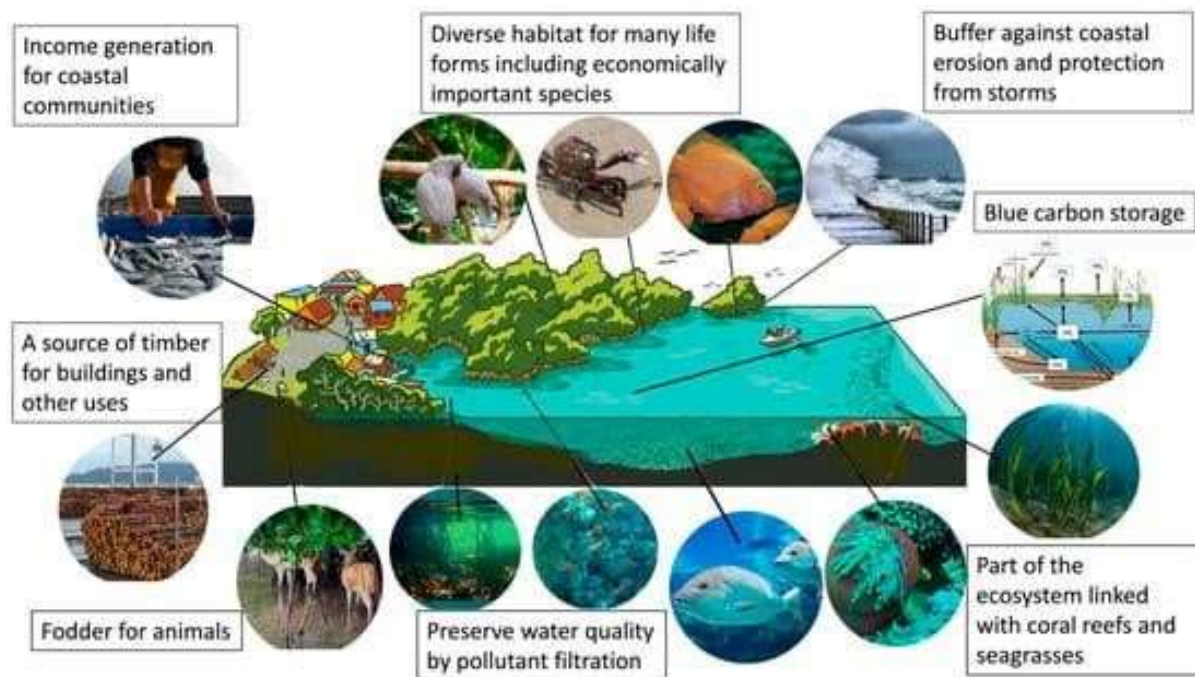 Income generation
for coastal
communities
Diverse habitat for many life
forms including economically
important species
Buffer against coastal
erosion and protection
from storms
Blue carbon storage
A source of timber
for buildings and
other uses
Fodder for animals
Preserve water quality
by pollutant filtration
Part of the
ecosystem linked
with coral reefs and
seagrasses